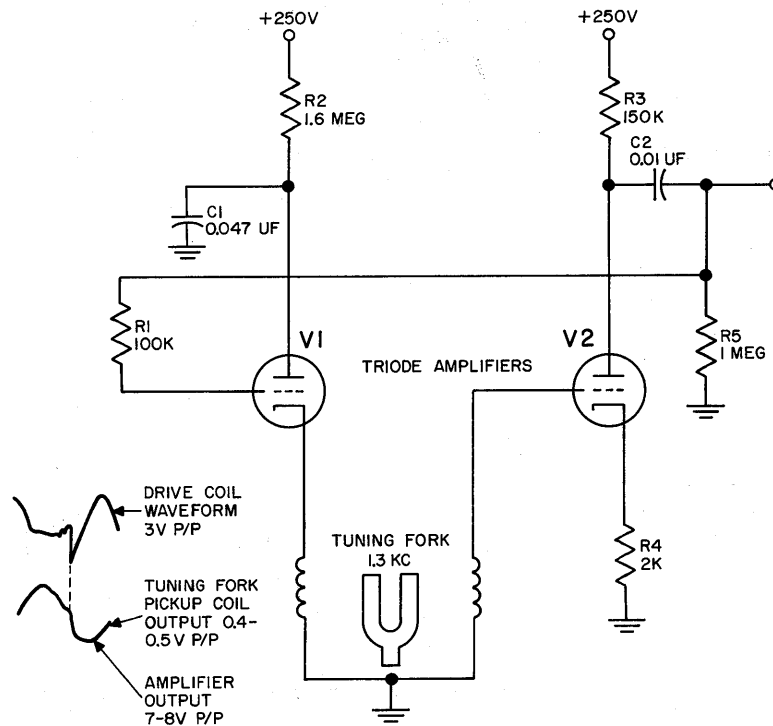 +250V
+250V
R2
1.6 MEG
R3
150K
C2
0.01 UF
C1
0.047 UF
R1
100K
V1
V2
R5
1 MEG
TRIODE AMPLIFIERS
DRIVE COIL
WAVEFORM
3V P/P
TUNING FORK
1.3 KC
R4
2K
TUNING FORK
PICKUP COIL
OUTPUT 0.4-
0.5V P/P
AMPLIFIER
OUTPUT
7-8V P/P